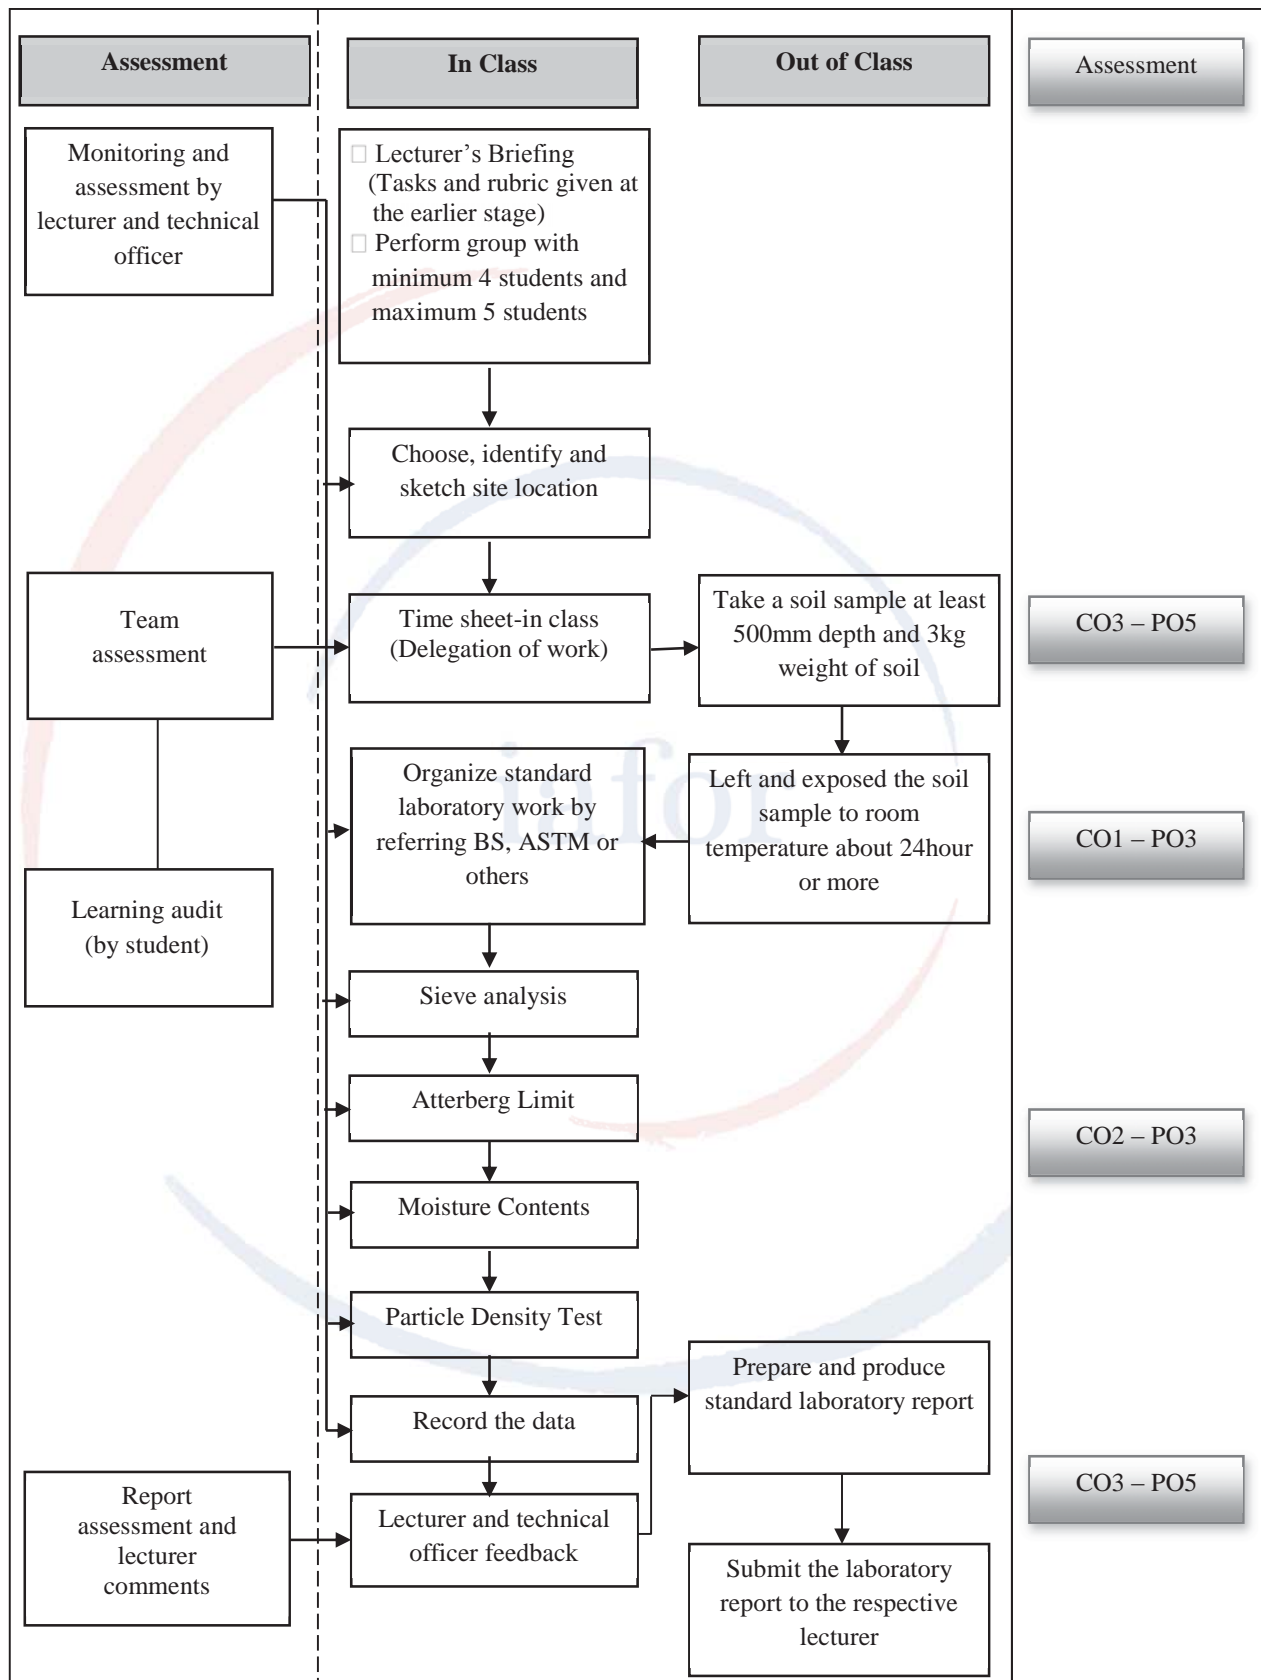 Assessment
In Class
Out of Class
Assessment
Monitoring and
assessment by
lecturer and technical
officer
□ Lecturer’s Briefing
(Tasks and rubric given at
the earlier stage)
□ Perform group with
minimum 4 students and
maximum 5 students
Choose, identify and
sketch site location
Team
assessment
Time sheet-in class
(Delegation of work)
Take a soil sample at least
500mm depth and 3kg
weight of soil
CO3 – PO5
Organize standard
laboratory work by
referring BS, ASTM or
others
Left and exposed the soil
sample to room
temperature about 24hour
or more
CO1 – PO3
iafor
Learning audit
(by student)
Sieve analysis
Atterberg Limit
CO2 – PO3
Moisture Contents
Particle Density Test
Prepare and produce
standard laboratory report
Record the data
CO3 – PO5
Report
assessment and
lecturer
comments
Lecturer and technical
officer feedback
Submit the laboratory
report to the respective
lecturer